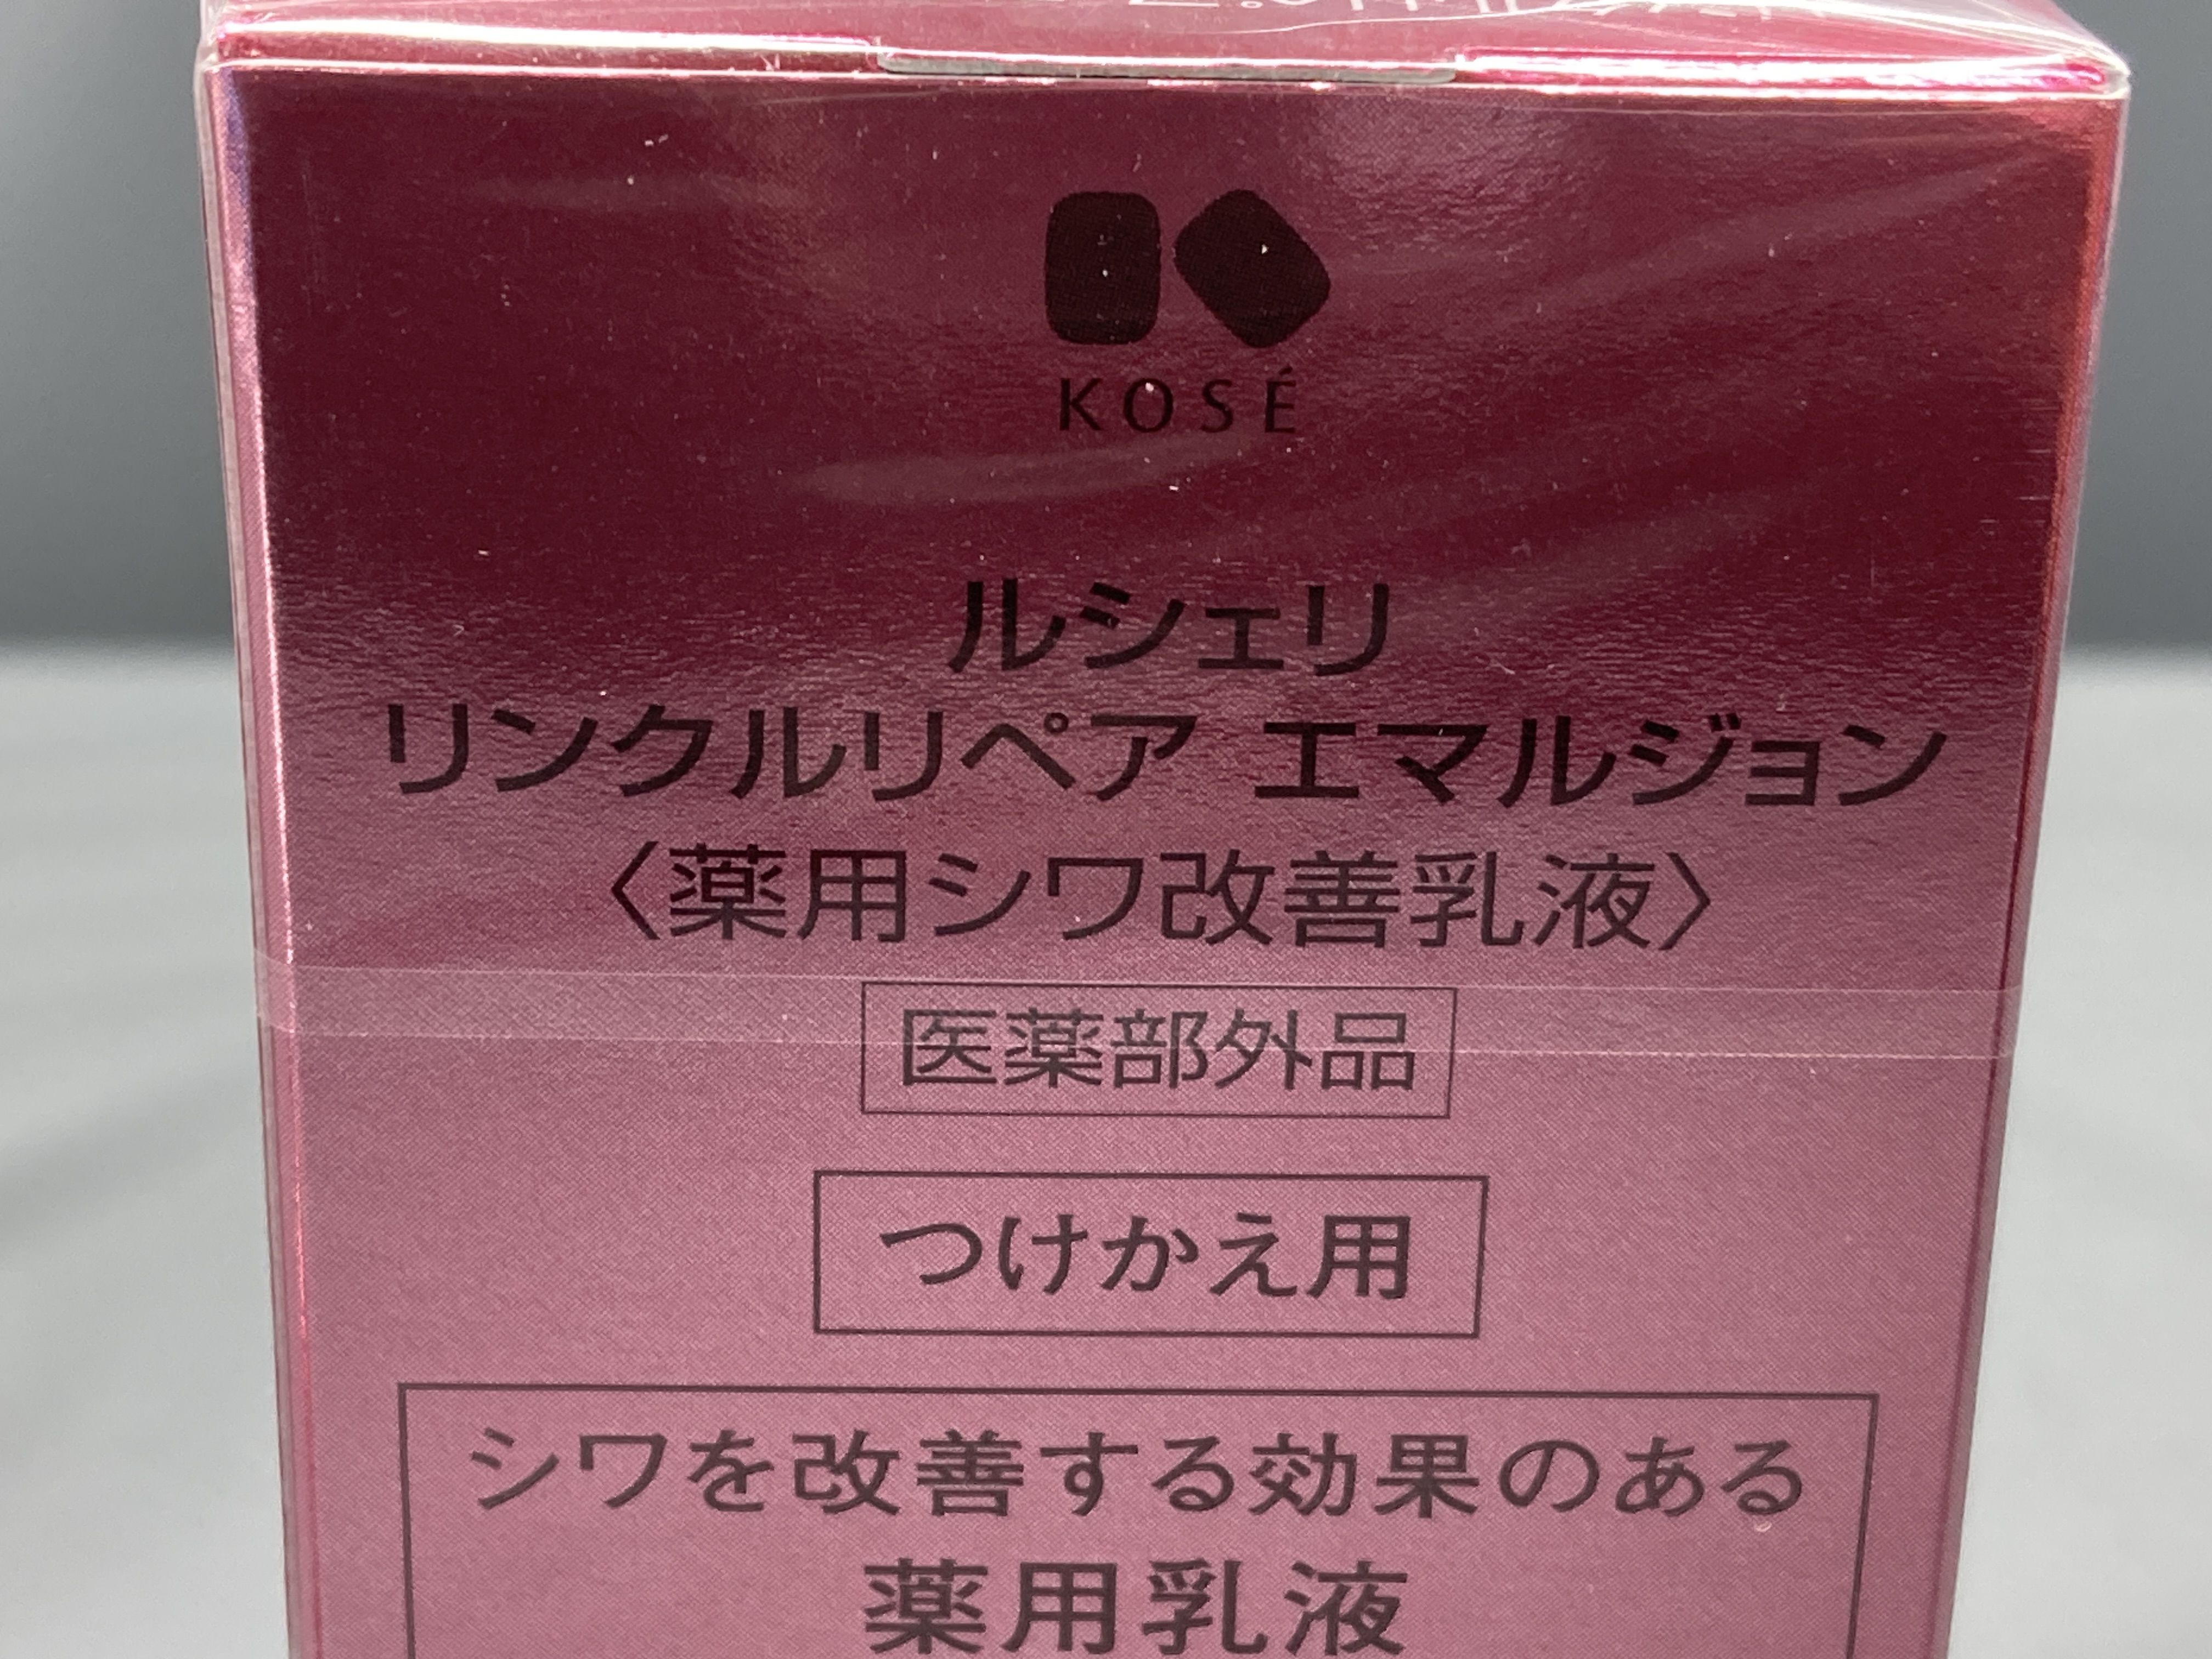 KOSÉ
ルシェリ
リンクルリペア エマルジョン
〈薬用シワ改善乳液〉
医薬部外品
つけかえ用
シワを改善する効果のある
薬用乳液